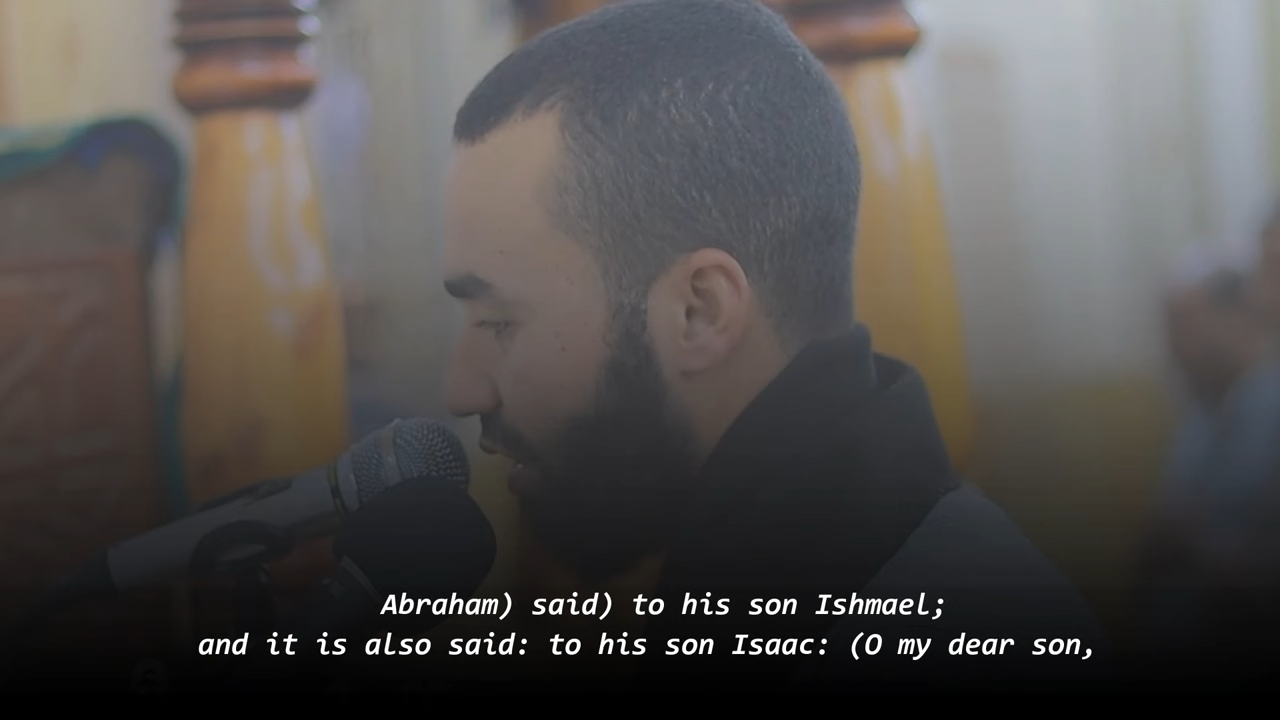 Abraham) said) to his son Ishmael;
and it is also said: to his son Isaac: (O my dear son,